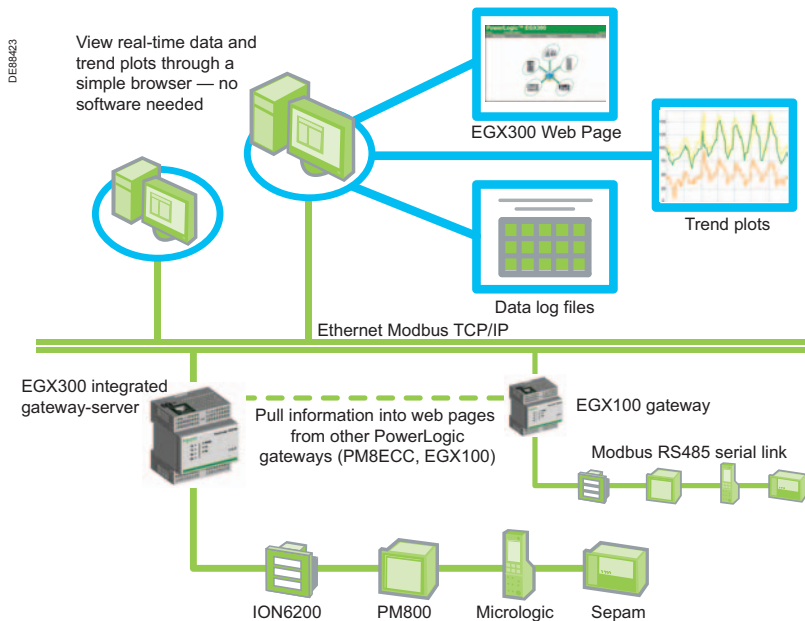 DE88423
View real-time data and
trend plots through a
simple browser — no
software needed
PowerLogic™ EGX300
EGX300 Web Page
Trend plots
Data log files
Ethernet Modbus TCP/IP
EGX300 integrated
gateway-server
Pull information into web pages
from other PowerLogic
gateways (PM8ECC, EGX100)
EGX100 gateway
Modbus RS485 serial link
ION6200
PM800
Micrologic
Sepam